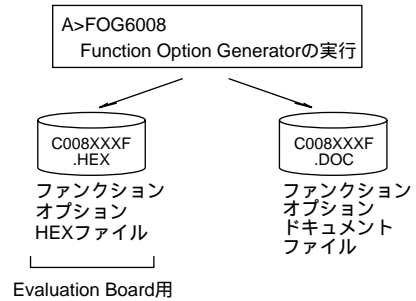 A>FOG6008
Function Option Generatorの実行
C008XXXF
.HEX
C008XXXF
.DOC
ファンクション
オプション
HEXファイル
ファンクション
オプション
ドキュメント
ファイル
Evaluation Board用